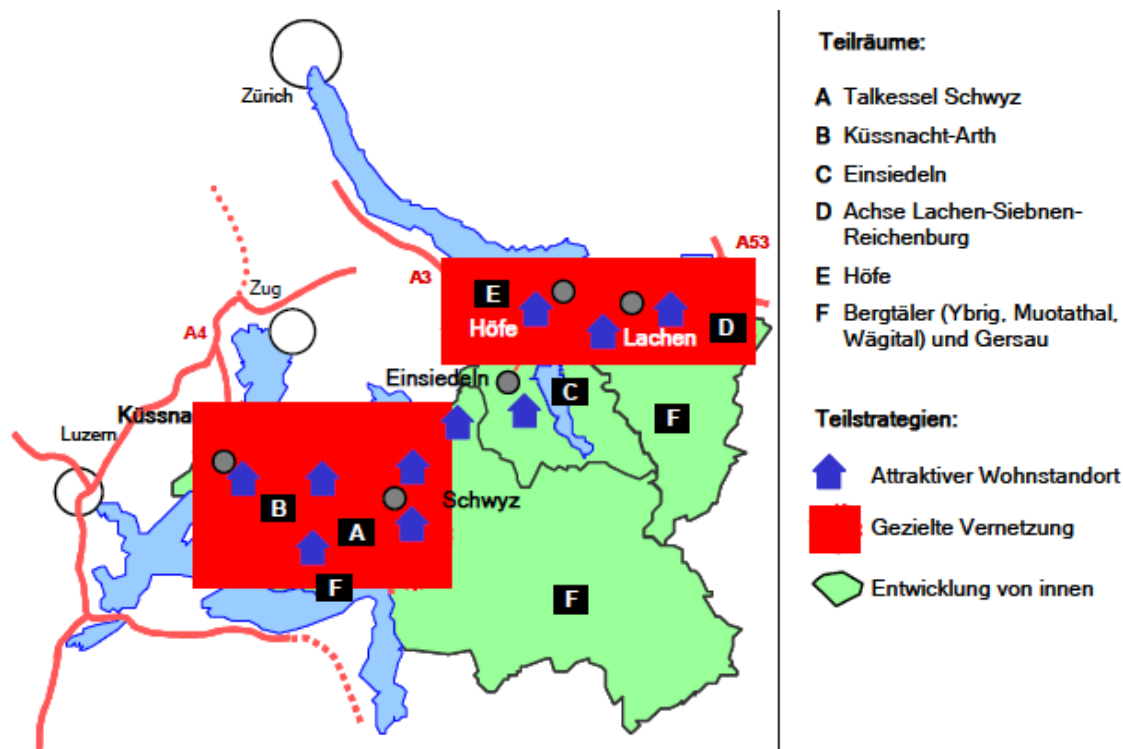 Zürich
A53
A3
E
Höfe
Lachen
D
Zug
A4
Einsiedeln
C
F
Küssna
Luzern
Schwyz
B
A
F
F
Teilräume:
A Talkessel Schwyz
B Küssnacht-Arth
C Einsiedeln
D Achse Lachen-Siebnen-
Reichenburg
E Höfe
F Bergtäler (Ybrig, Muotathal,
Wägital) und Gersau
Teilstrategien:
Attraktiver Wohnstandort
Gezielte Vernetzung
Entwicklung von innen